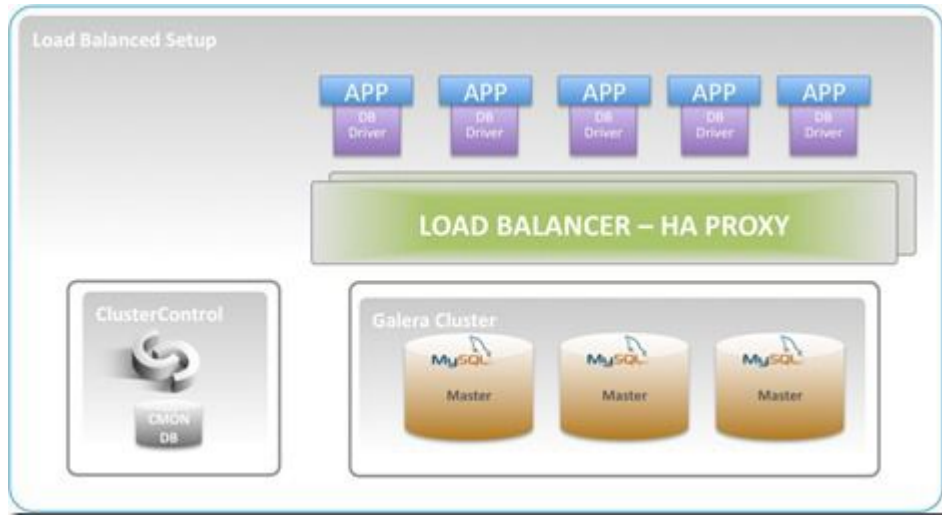 Load Balanced Setup
APP
DB
Driver
APP
DB
Driver
APP
DB
Driver
APP
DB
Driver
APP
DB
Driver
LOAD BALANCER – HA PROXY
ClusterControl
CMON
DB
Galera Cluster
MySQL
Master
MySQL
Master
MySQL
Master